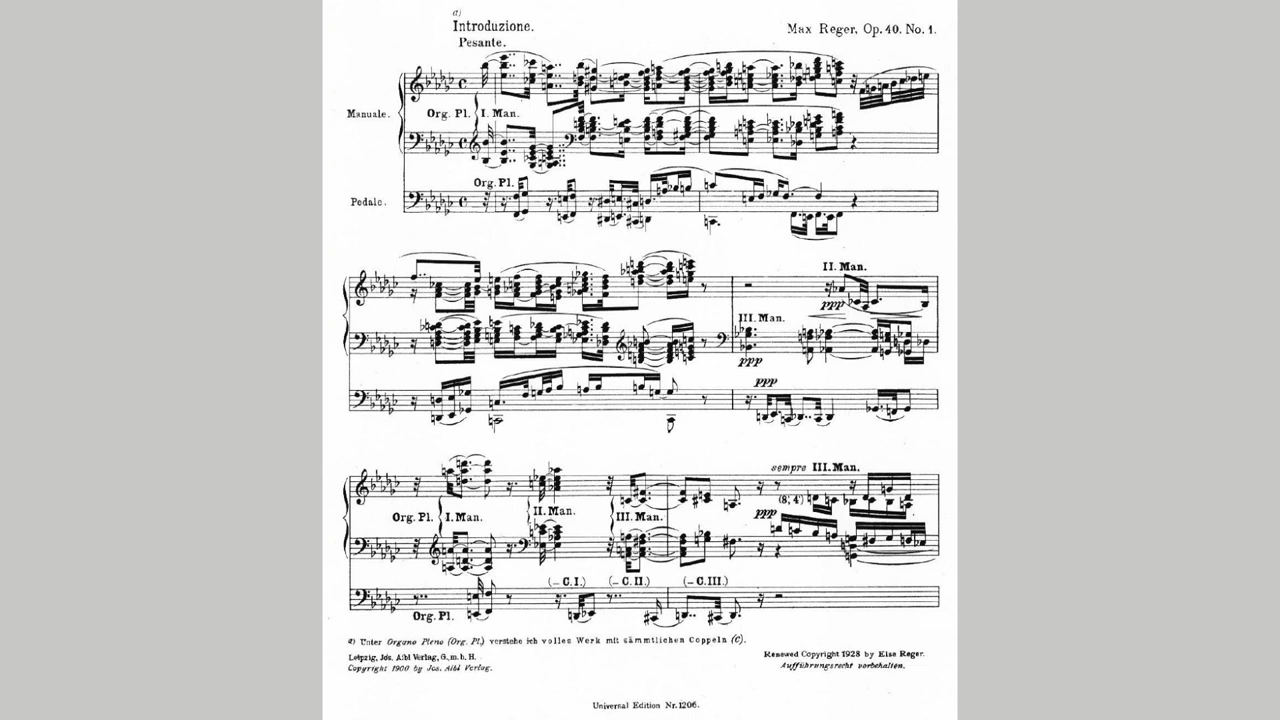 a)
Introduzione.
Max Reger, Op. 40. No. 1.
Pesante.
Manuale.
Org. Pl.
I. Man.
Org. Pl.
Pedale.
II. Man.
ppp
III. Man.
ppp
ppp
sempre III. Man.
(8', 4')
Org. Pl.
I. Man.
II. Man.
III. Man.
ppp
(– C. I.)
(– C. II.)
(– C. III.)
Org. Pl.
a) Unter Organo Pleno (Org. Pl.) verstehe ich volles Werk mit sämmtlichen Coppeln (C).
Leipzig, Jos. Aibl Verlag, G. m. b. H.
Renewed Copyright 1928 by Else Reger.
Copyright 1900 by Jos. Aibl Verlag.
Aufführungsrecht vorbehalten.
Universal Edition Nr. 1206.